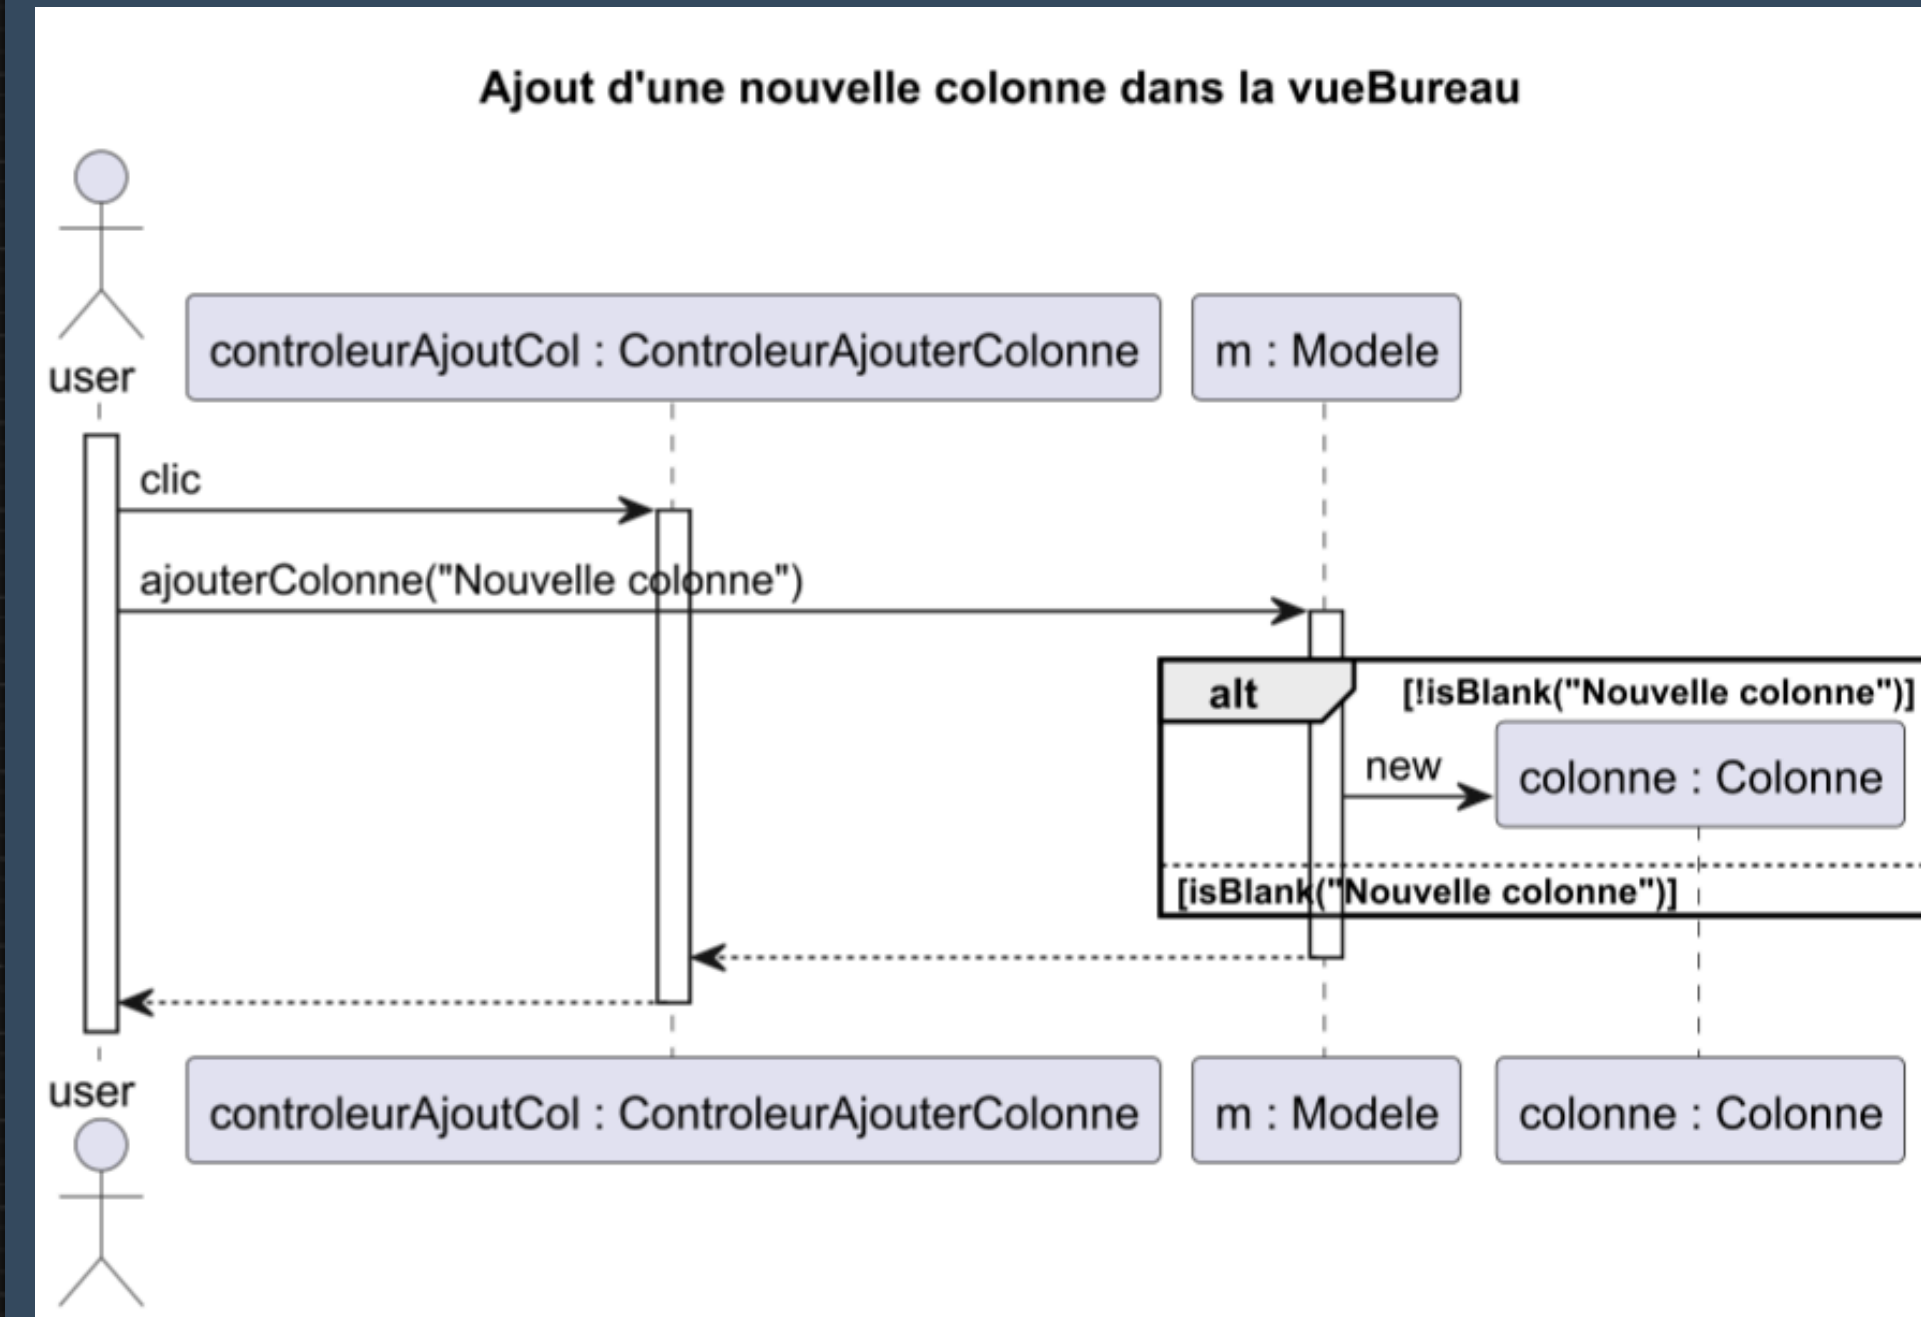 Ajout d'une nouvelle colonne dans la vueBureau
user
controleurAjoutCol : ControleurAjouterColonne
m : Modele
clic
ajouterColonne("Nouvelle colonne")
alt
[!isBlank("Nouvelle colonne")]
new
colonne : Colonne
[isBlank("Nouvelle colonne")]
user
controleurAjoutCol : ControleurAjouterColonne
m : Modele
colonne : Colonne